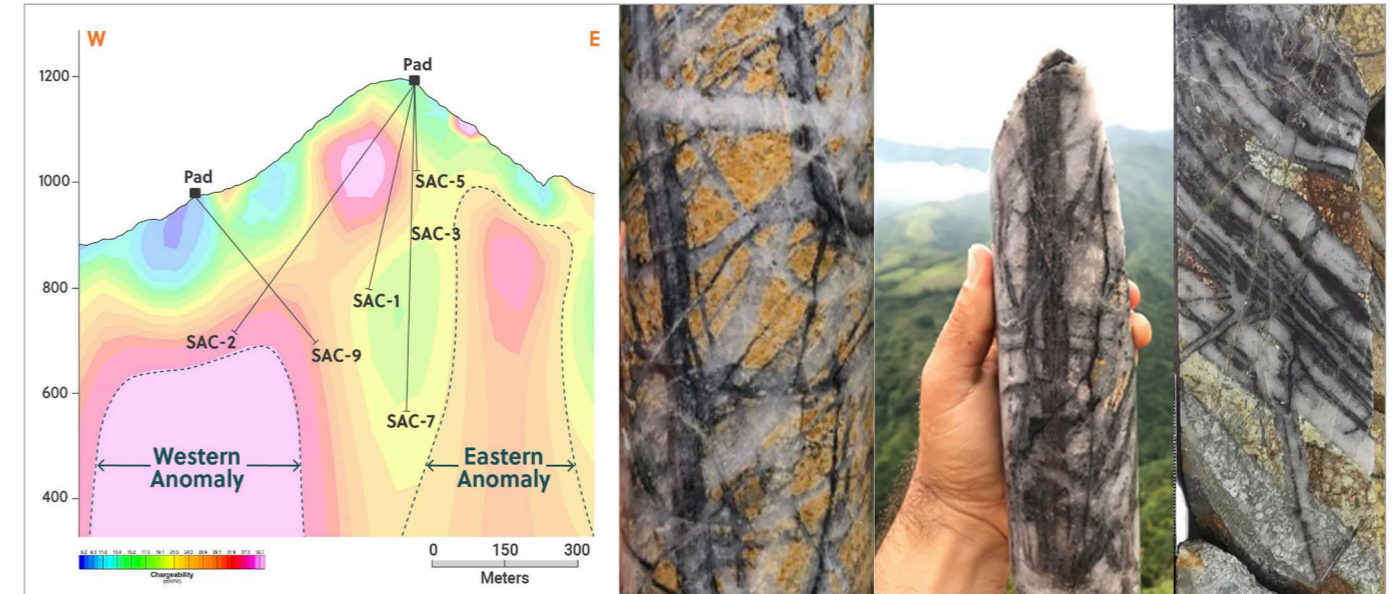 W
E
Pad
1200
1000
Pad
SAC-5
SAC-3
800
SAC-1
SAC-2
SAC-9
600
SAC-7
Western
Anomaly
Eastern
Anomaly
400
0 150 300
Meters
Chargeability